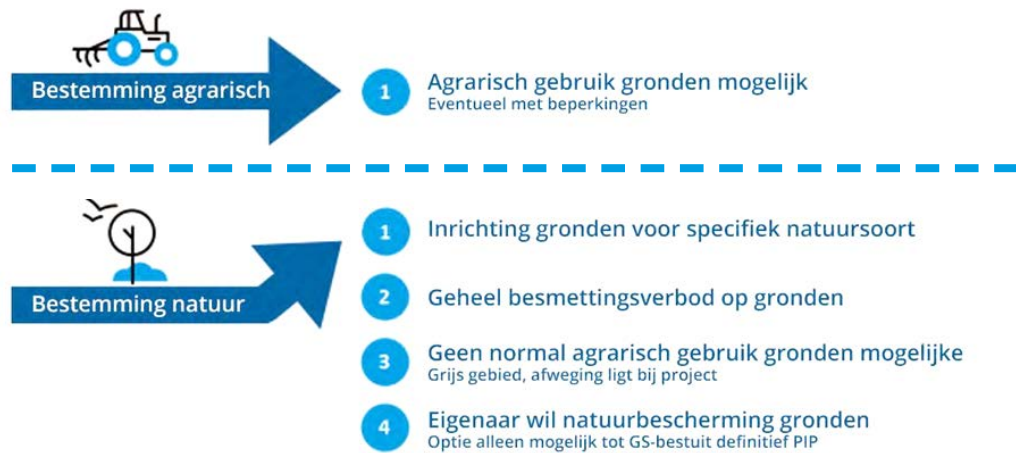 Bestemming agrarisch
1
Agrarisch gebruik gronden mogelijk
Eventueel met beperkingen
Bestemming natuur
1
Inrichting gronden voor specifiek natuursoort
2
Geheel besmettingsverbod op gronden
3
Geen normal agrarisch gebruik gronden mogelijke
Grijs gebied, afweging ligt bij project
4
Eigenaar wil natuurbescherming gronden
Optie alleen mogelijk tot GS-bestuit definitief PIP